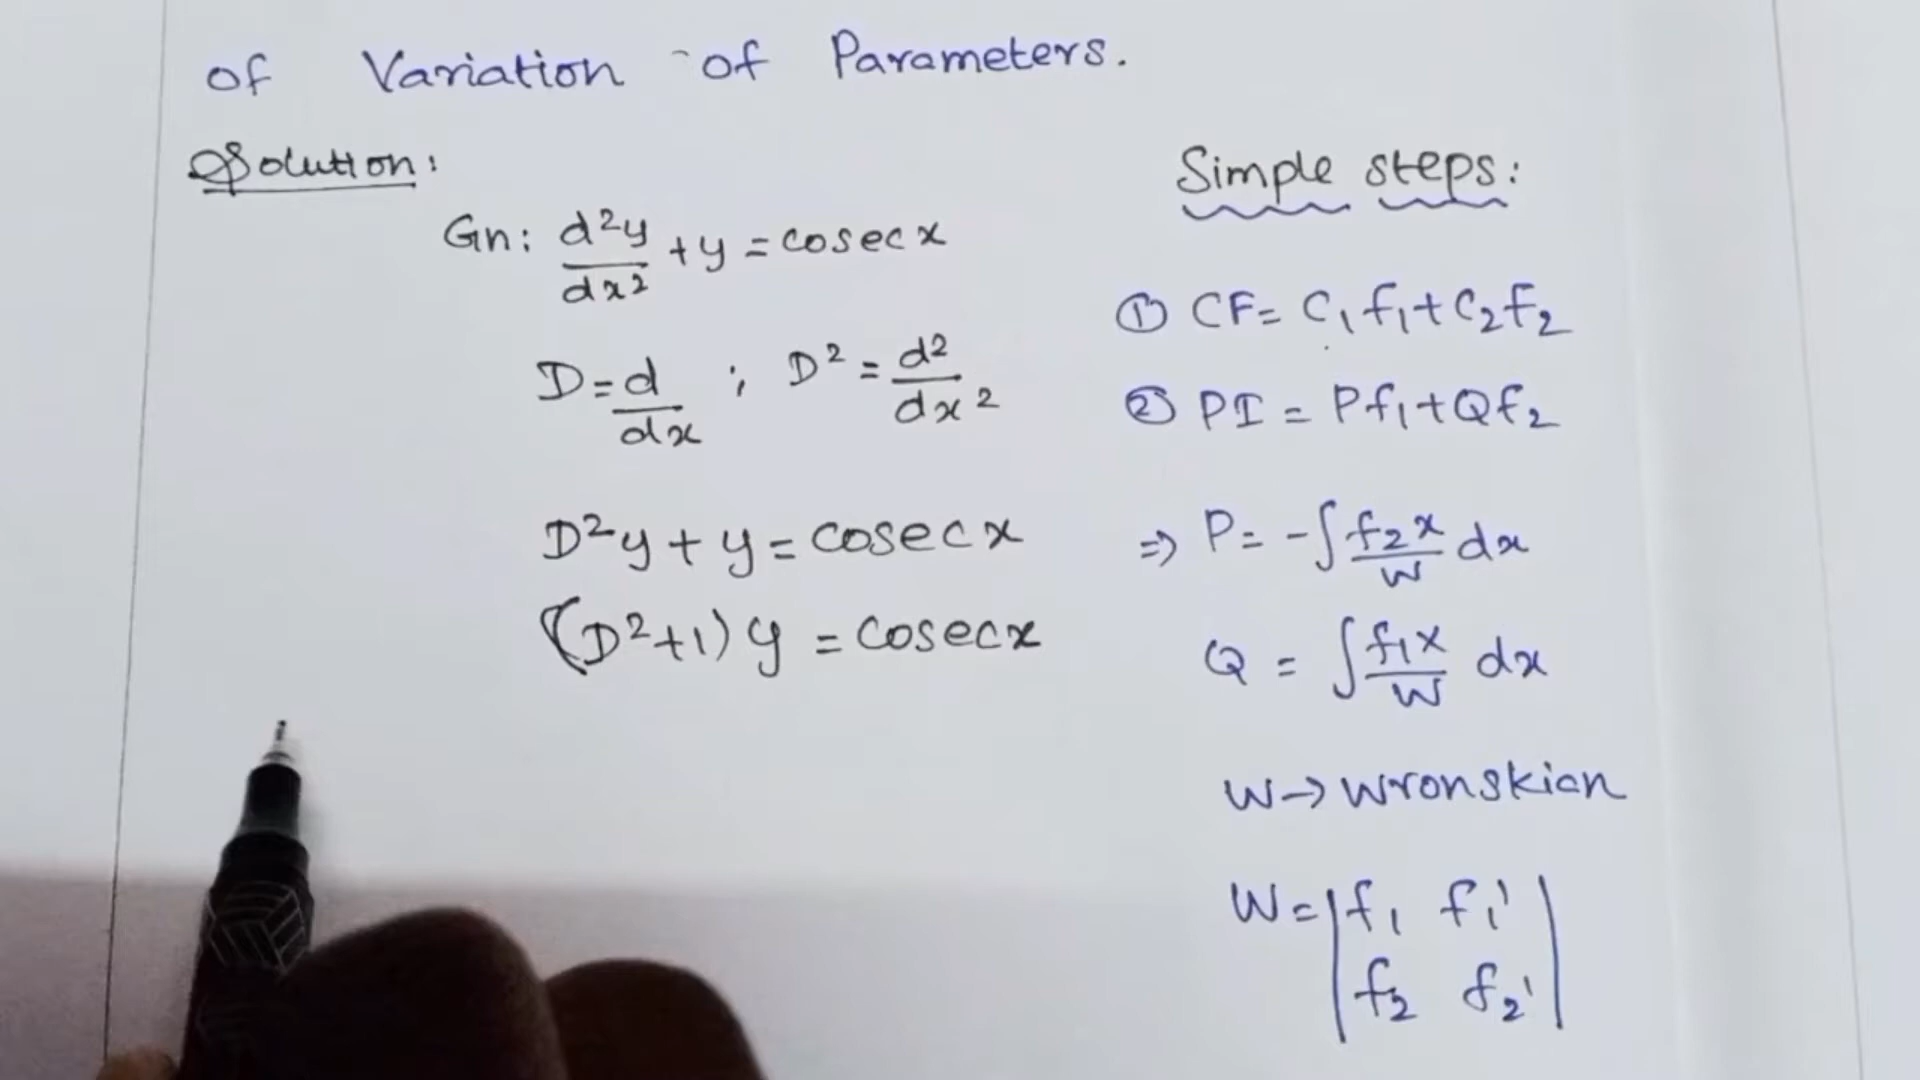 of Variation of Parameters.
Solution:
Gn: d²y/dx² + y = cosec x
D = d/dx ; D² = d²/dx²
D²y + y = cosec x
(D²+1) y = cosec x
Simple steps:
① CF = C₁f₁ + C₂f₂
② PI = Pf₁ + Qf₂
⇒ P = -∫ f₂x/W dx
Q = ∫ f₁x/W dx
W → Wronskian
W = | f₁ f₁' |
| f₂ f₂' |